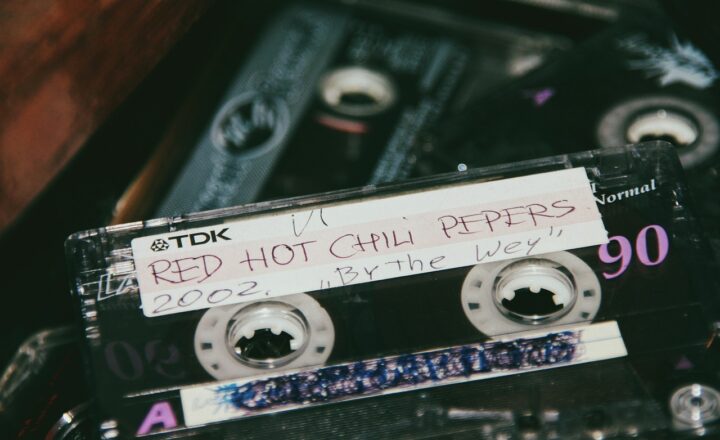 TDK
RED HOT CHILI PEPERS
2002. „By the Wey"
Normal
90
A